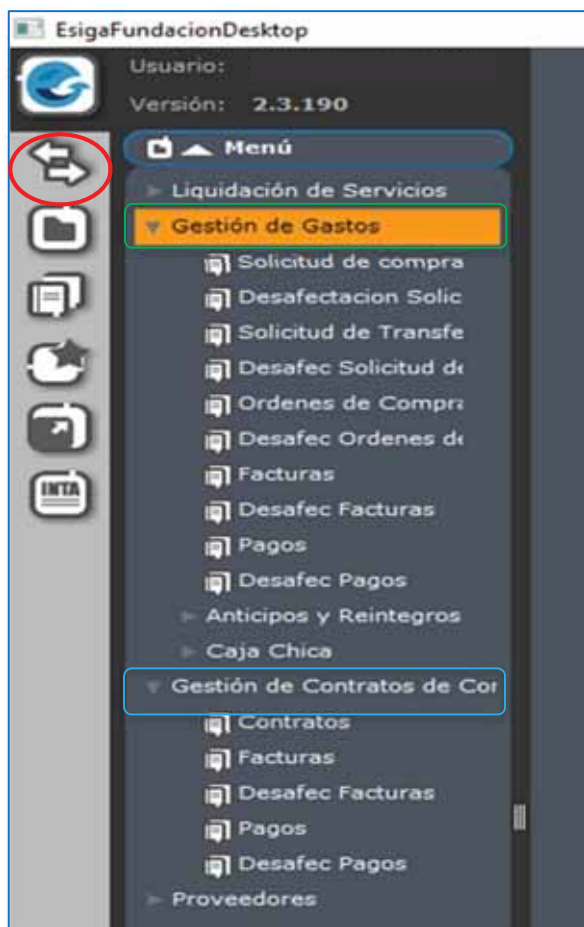 EsigaFundacionDesktop
Usuario:
Versión: 2.3.190
Menú
Liquidación de Servicios
Gestión de Gastos
Solicitud de compra
Desafectacion Solic
Solicitud de Transfe
Desafec Solicitud de
Ordenes de Compra
Desafec Ordenes de
Facturas
Desafec Facturas
Pagos
Desafec Pagos
Anticipos y Reintegros
Caja Chica
Gestión de Contratos de Cor
Contratos
Facturas
Desafec Facturas
Pagos
Desafec Pagos
Proveedores
INTA